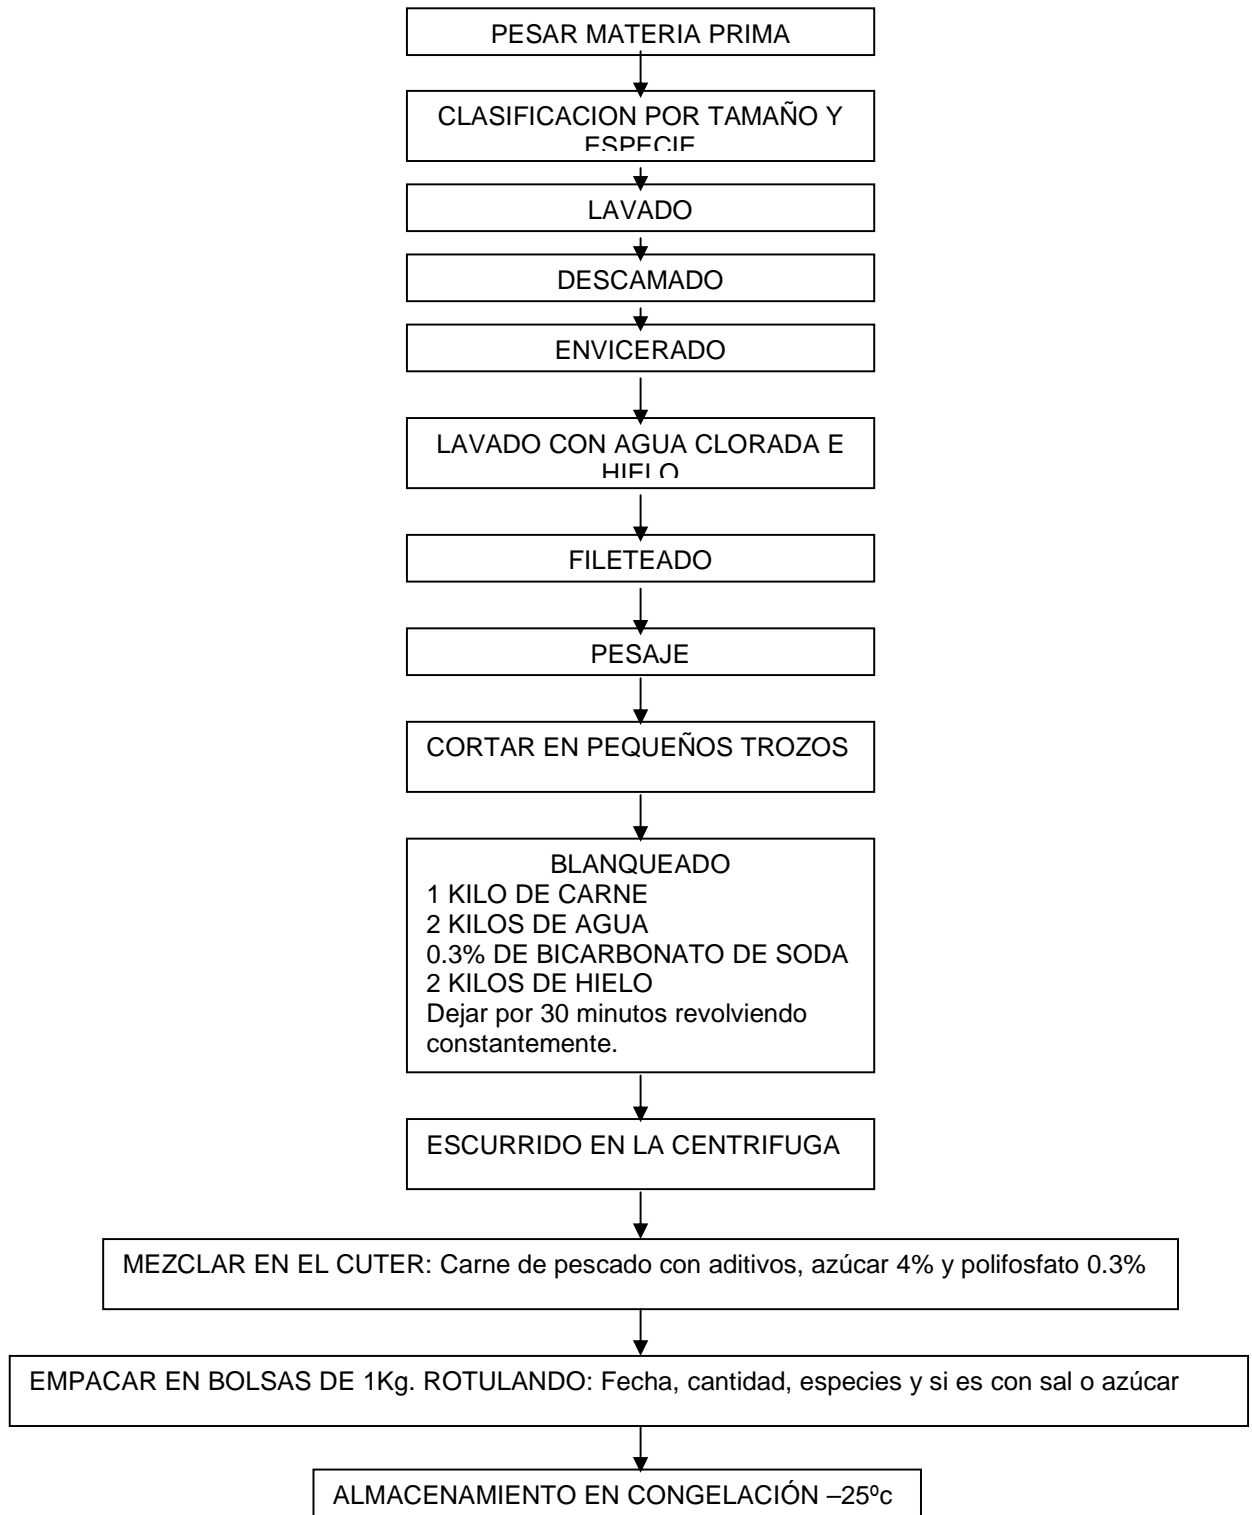 PESAR MATERIA PRIMA
CLASIFICACION POR TAMAÑO Y
ESPECIE
LAVADO
DESCAMADO
ENVICERADO
LAVADO CON AGUA CLORADA E
HIELO
FILETEADO
PESAJE
CORTAR EN PEQUEÑOS TROZOS
BLANQUEADO
1 KILO DE CARNE
2 KILOS DE AGUA
0.3% DE BICARBONATO DE SODA
2 KILOS DE HIELO
Dejar por 30 minutos revolviendo
constantemente.
ESCURRIDO EN LA CENTRIFUGA
MEZCLAR EN EL CUTER: Carne de pescado con aditivos, azúcar 4% y polifosfato 0.3%
EMPACAR EN BOLSAS DE 1Kg. ROTULANDO: Fecha, cantidad, especies y si es con sal o azúcar
ALMACENAMIENTO EN CONGELACIÓN –25ºc